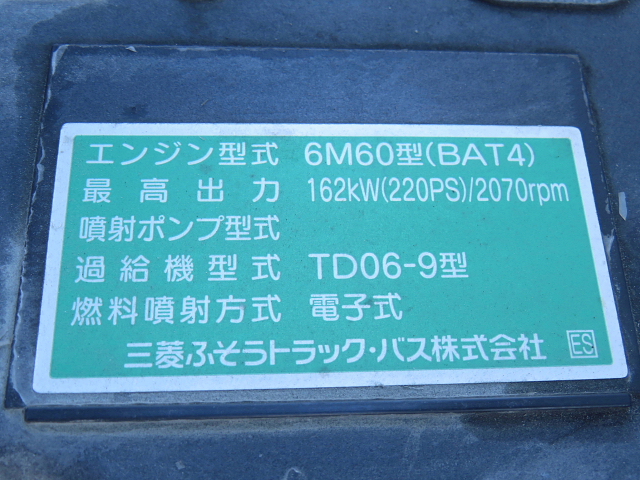 エンジン型式 6M60型(BAT4)
最高出力 162kW(220PS)/2070rpm
噴射ポンプ型式
過給機型式 TD06-9型
燃料噴射方式 電子式
三菱ふそうトラック・バス株式会社 ES